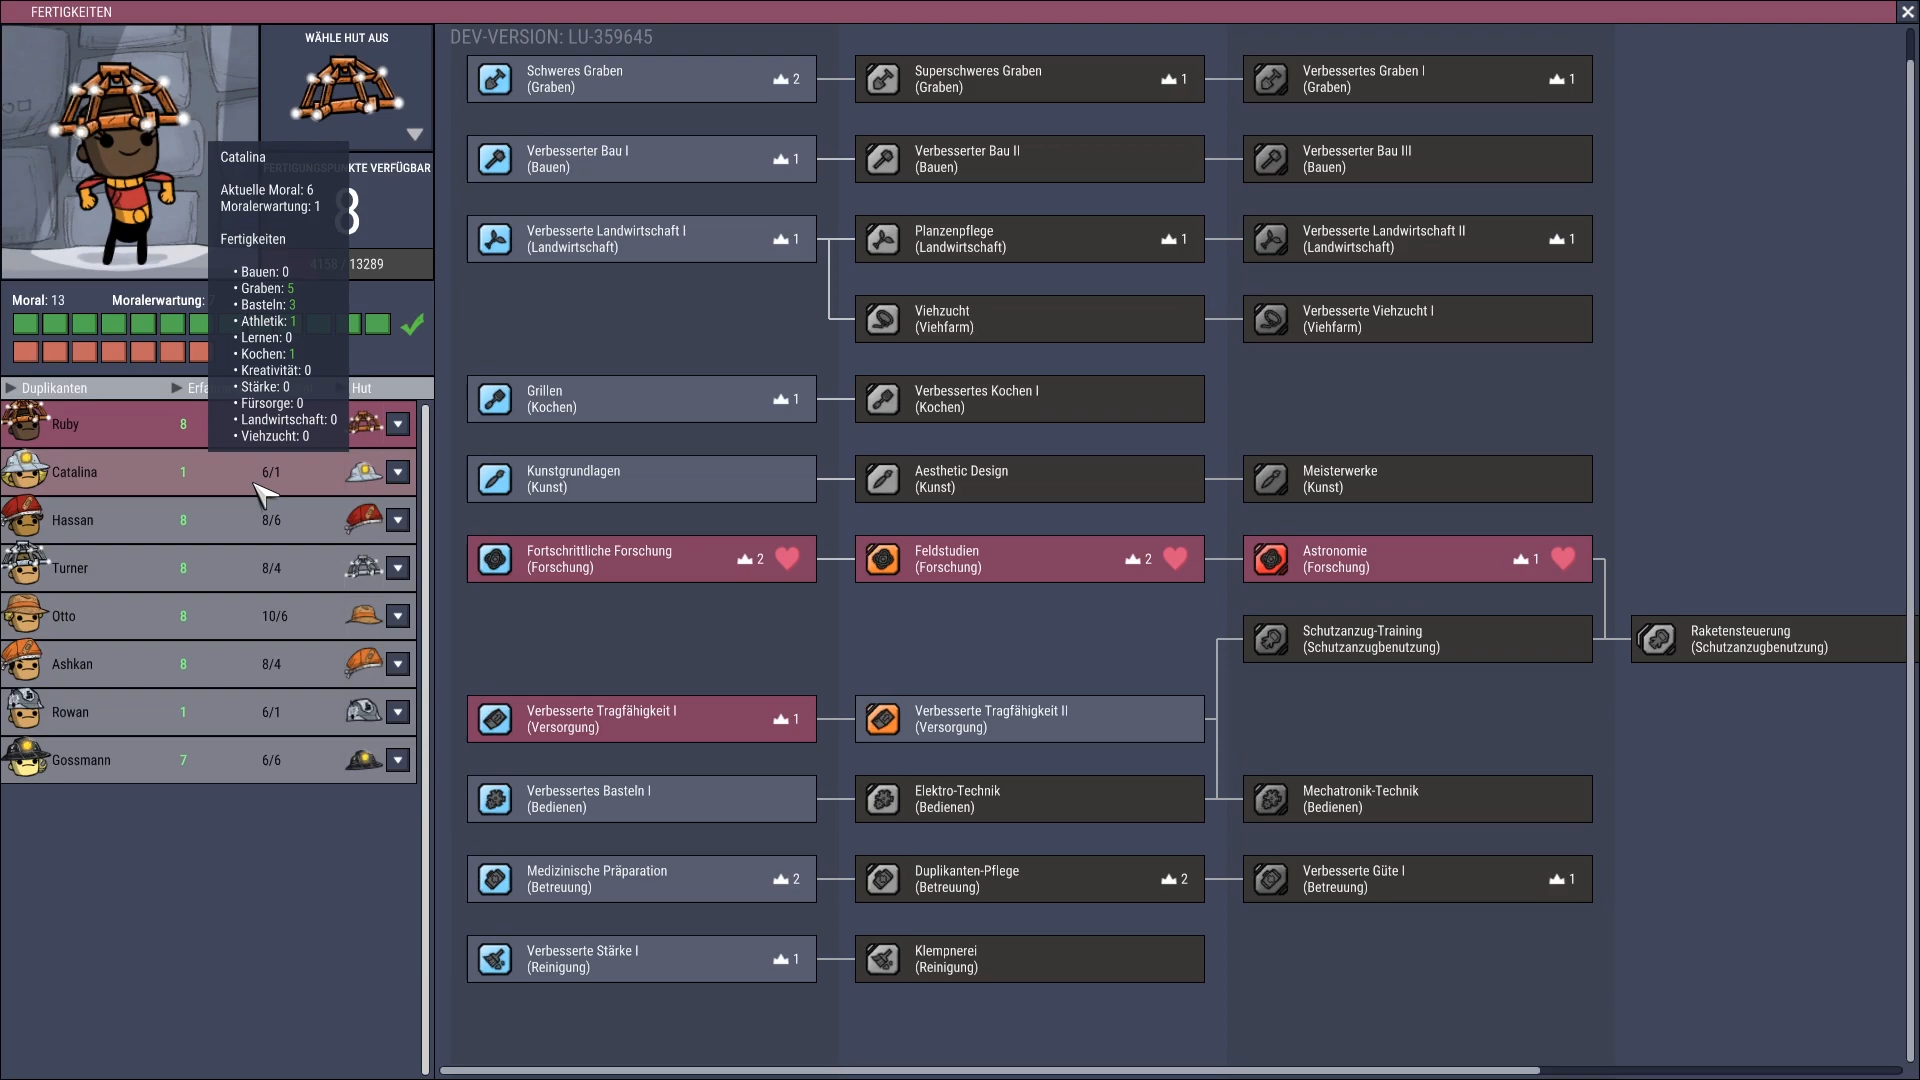 FERTIGKEITEN
DEV-VERSION: LU-359645
WÄHLE HUT AUS
KTE VERFÜGBAR
8
4158 / 13289
Moral: 13
Moralerwartung:
Catalina
Aktuelle Moral: 6
Moralerwartung: 1
Fertigkeiten
• Bauen: 0
• Graben: 5
• Basteln: 3
• Athletik: 1
• Lernen: 0
• Kochen: 1
• Kreativität: 0
• Stärke: 0
• Fürsorge: 0
• Landwirtschaft: 0
• Viehzucht: 0
Duplikanten
Hut
Ruby 8
Catalina 1 6/1
Hassan 8 8/6
Turner 8 8/4
Otto 8 10/6
Ashkan 8 8/4
Rowan 1 6/1
Gossmann 7 6/6
Schweres Graben
(Graben)
2
Superschweres Graben
(Graben)
1
Verbessertes Graben I
(Graben)
1
Verbesserter Bau I
(Bauen)
1
Verbesserter Bau II
(Bauen)
Verbesserter Bau III
(Bauen)
Verbesserte Landwirtschaft I
(Landwirtschaft)
1
Planzenpflege
(Landwirtschaft)
1
Verbesserte Landwirtschaft II
(Landwirtschaft)
1
Viehzucht
(Viehfarm)
Verbesserte Viehzucht I
(Viehfarm)
Grillen
(Kochen)
1
Verbessertes Kochen I
(Kochen)
Kunstgrundlagen
(Kunst)
Aesthetic Design
(Kunst)
Meisterwerke
(Kunst)
Fortschrittliche Forschung
(Forschung)
2
Feldstudien
(Forschung)
2
Astronomie
(Forschung)
1
Schutzanzug-Training
(Schutzanzugbenutzung)
Raketensteuerung
(Schutzanzugbenutzung)
Verbesserte Tragfähigkeit I
(Versorgung)
1
Verbesserte Tragfähigkeit II
(Versorgung)
Verbessertes Basteln I
(Bedienen)
Elektro-Technik
(Bedienen)
Mechatronik-Technik
(Bedienen)
Medizinische Präparation
(Betreuung)
2
Duplikanten-Pflege
(Betreuung)
2
Verbesserte Güte I
(Betreuung)
1
Verbesserte Stärke I
(Reinigung)
1
Klempnerei
(Reinigung)